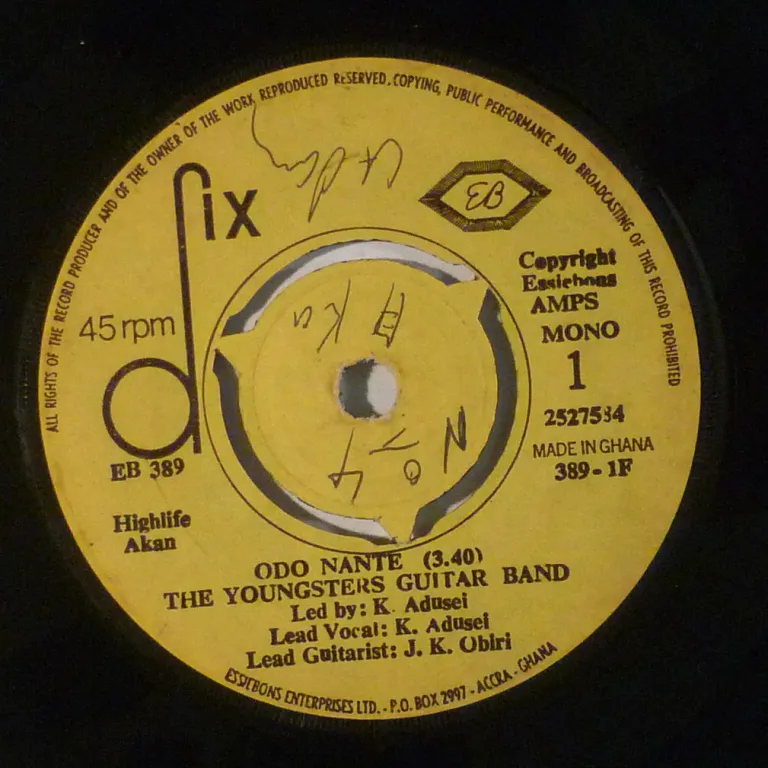 ALL RIGHTS OF THE RECORD PRODUCER AND OF THE OWNER OF THE WORK REPRODUCED RESERVED. COPYING, PUBLIC PERFORMANCE AND BROADCASTING OF THIS RECORD PROHIBITED
dix
EB
45 rpm
EB 389
Highlife
Akan
Copyright
Essiebons
AMPS
MONO
1
2527534
MADE IN GHANA
389-1F
No 4
ODO NANTE (3.40)
THE YOUNGSTERS GUITAR BAND
Led by: K. Adusei
Lead Vocal: K. Adusei
Lead Guitarist: J. K. Obiri
ESSIEBONS ENTERPRISES LTD. - P.O. BOX 2997 - ACCRA - GHANA